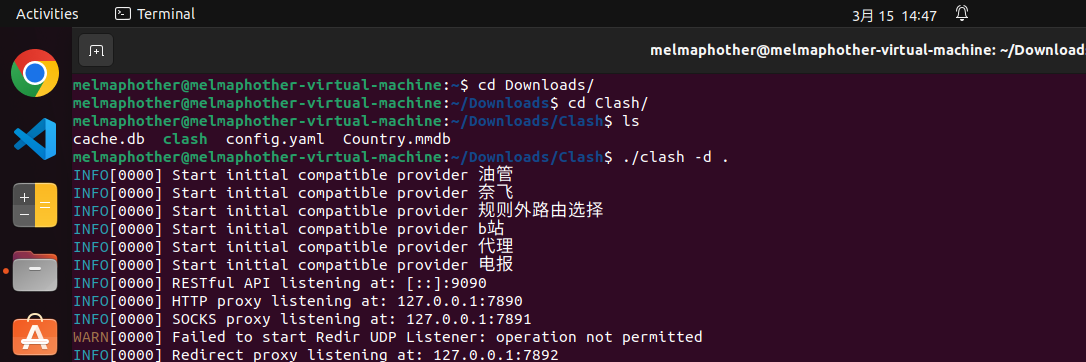 Activities Terminal 3月 15 14:47
melmaphother@melmaphother-virtual-machine: ~/Download
melmaphother@melmaphother-virtual-machine:~$ cd Downloads/
melmaphother@melmaphother-virtual-machine:~/Downloads$ cd Clash/
melmaphother@melmaphother-virtual-machine:~/Downloads/Clash$ ls
cache.db clash config.yaml Country.mmdb
melmaphother@melmaphother-virtual-machine:~/Downloads/Clash$ ./clash -d .
INFO[0000] Start initial compatible provider 油管
INFO[0000] Start initial compatible provider 奈飞
INFO[0000] Start initial compatible provider 规则外路由选择
INFO[0000] Start initial compatible provider b站
INFO[0000] Start initial compatible provider 代理
INFO[0000] Start initial compatible provider 电报
INFO[0000] RESTful API listening at: [::]:9090
INFO[0000] HTTP proxy listening at: 127.0.0.1:7890
INFO[0000] SOCKS proxy listening at: 127.0.0.1:7891
WARN[0000] Failed to start Redir UDP Listener: operation not permitted
INFO[0000] Redirect proxy listening at: 127.0.0.1:7892